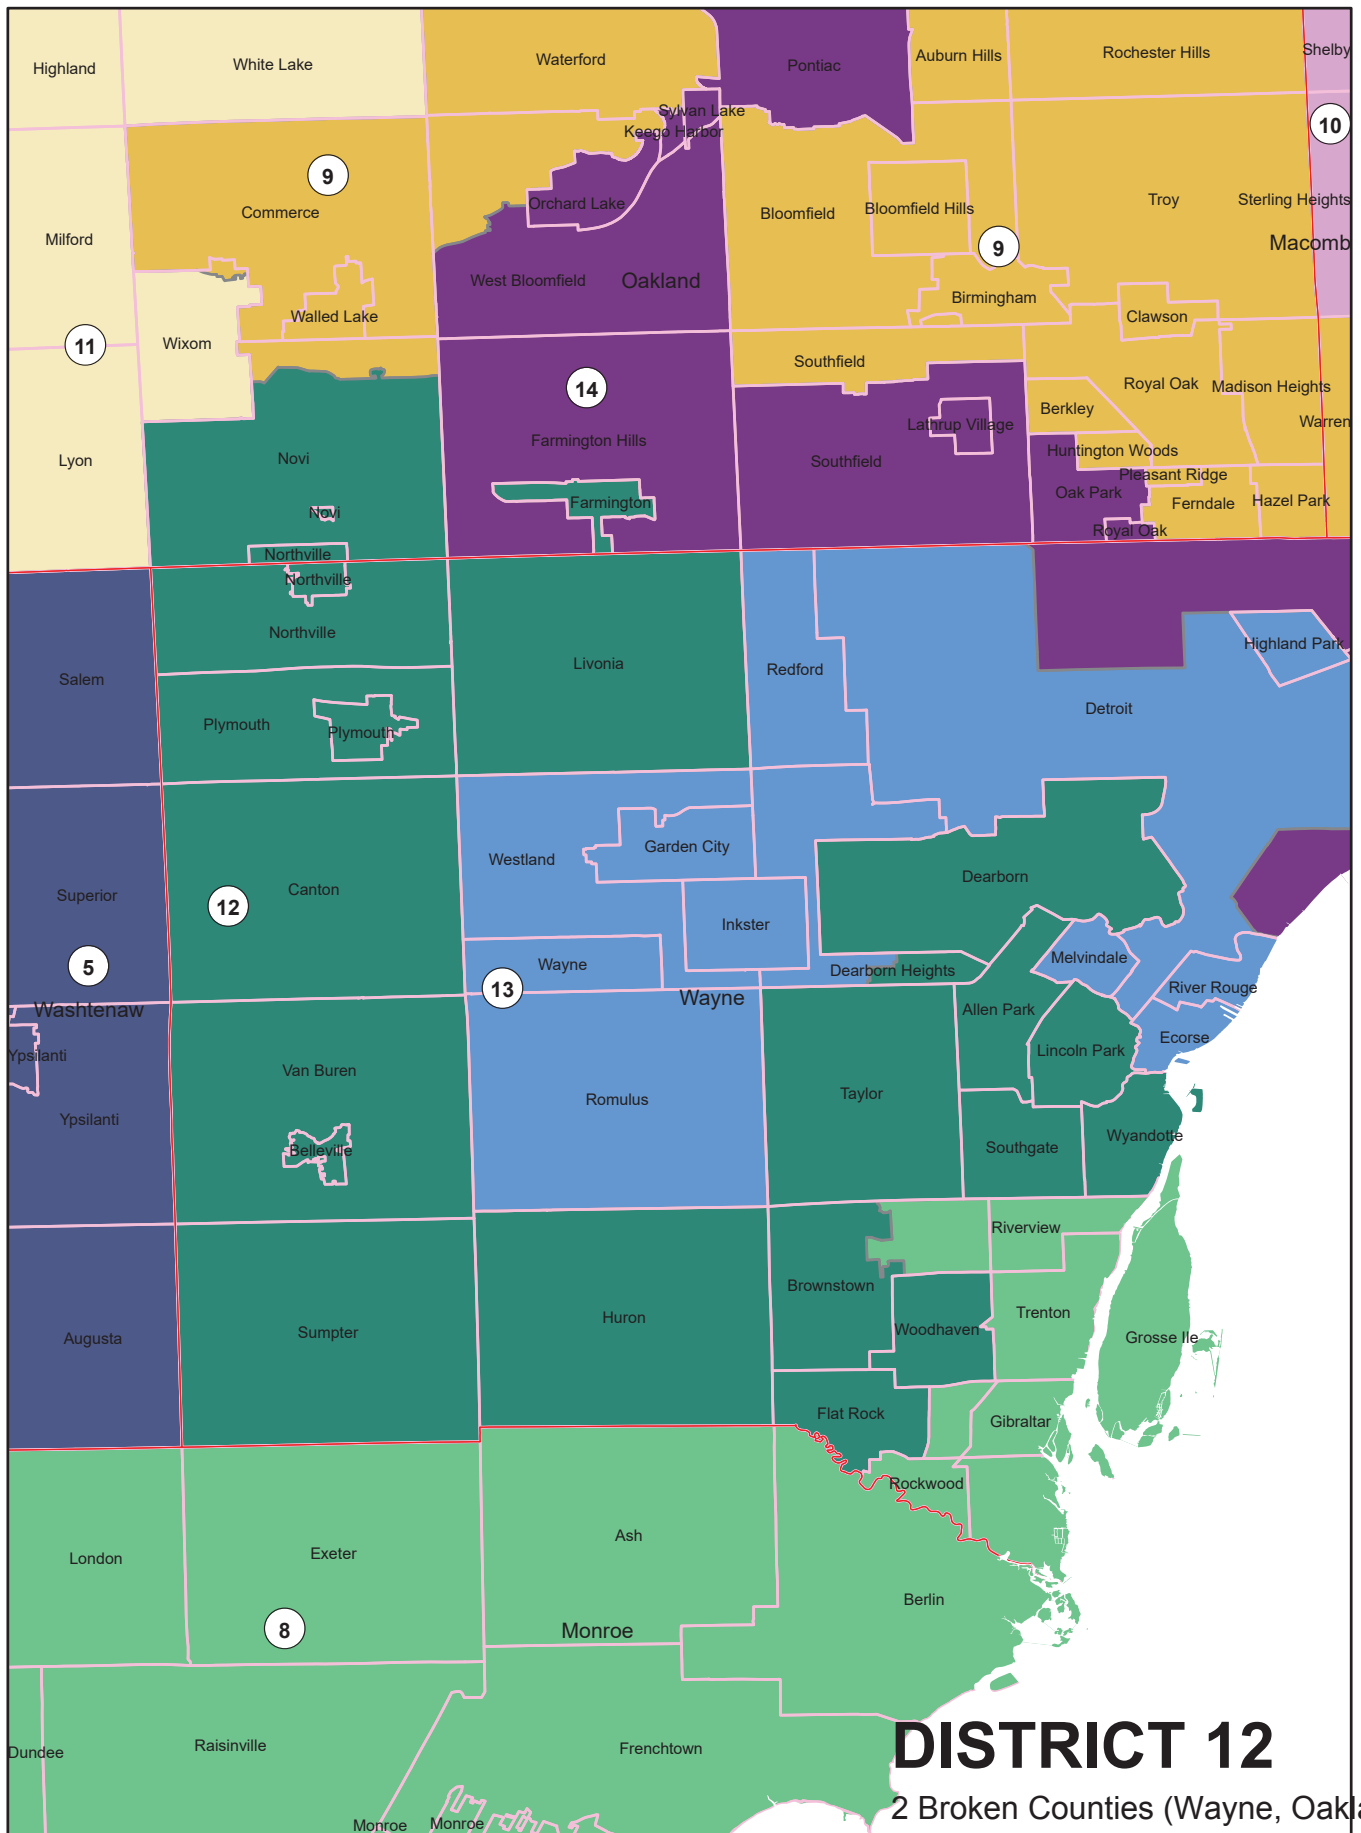 Highland
White Lake
Waterford
Pontiac
Auburn Hills
Rochester Hills
Shelby
Sylvan Lake
Keego Harbor
10
9
Commerce
Orchard Lake
Bloomfield
Bloomfield Hills
Troy
Sterling Heights
Milford
Macomb
9
West Bloomfield
Oakland
Birmingham
Walled Lake
Clawson
11
Wixom
Southfield
14
Royal Oak
Madison Heights
Berkley
Warren
Lathrup Village
Farmington Hills
Lyon
Novi
Southfield
Huntington Woods
Pleasant Ridge
Oak Park
Ferndale
Hazel Park
Farmington
Novi
Royal Oak
Northville
Northville
Northville
Livonia
Redford
Highland Park
Salem
Detroit
Plymouth
Plymouth
Westland
Garden City
Dearborn
Superior
Canton
12
Inkster
5
Wayne
Dearborn Heights
Melvindale
13
Wayne
River Rouge
Washtenaw
Allen Park
Ecorse
Lincoln Park
Ypsilanti
Van Buren
Taylor
Romulus
Ypsilanti
Wyandotte
Southgate
Belleville
Riverview
Brownstown
Trenton
Huron
Woodhaven
Grosse Ile
Augusta
Sumpter
Flat Rock
Gibraltar
Rockwood
Ash
London
Exeter
Berlin
8
Monroe
Dundee
Raisinville
Frenchtown
DISTRICT 12
2 Broken Counties (Wayne, Oakla
Monroe
Monroe